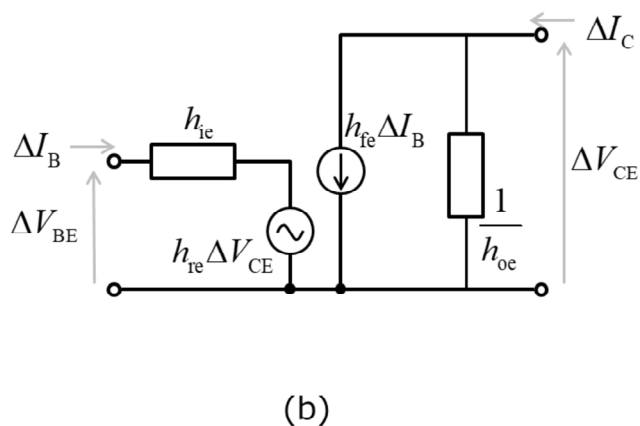 ΔI_C
h_ie
h_fe ΔI_B
ΔI_B
ΔV_CE
ΔV_BE
1/h_oe
h_re ΔV_CE
(b)